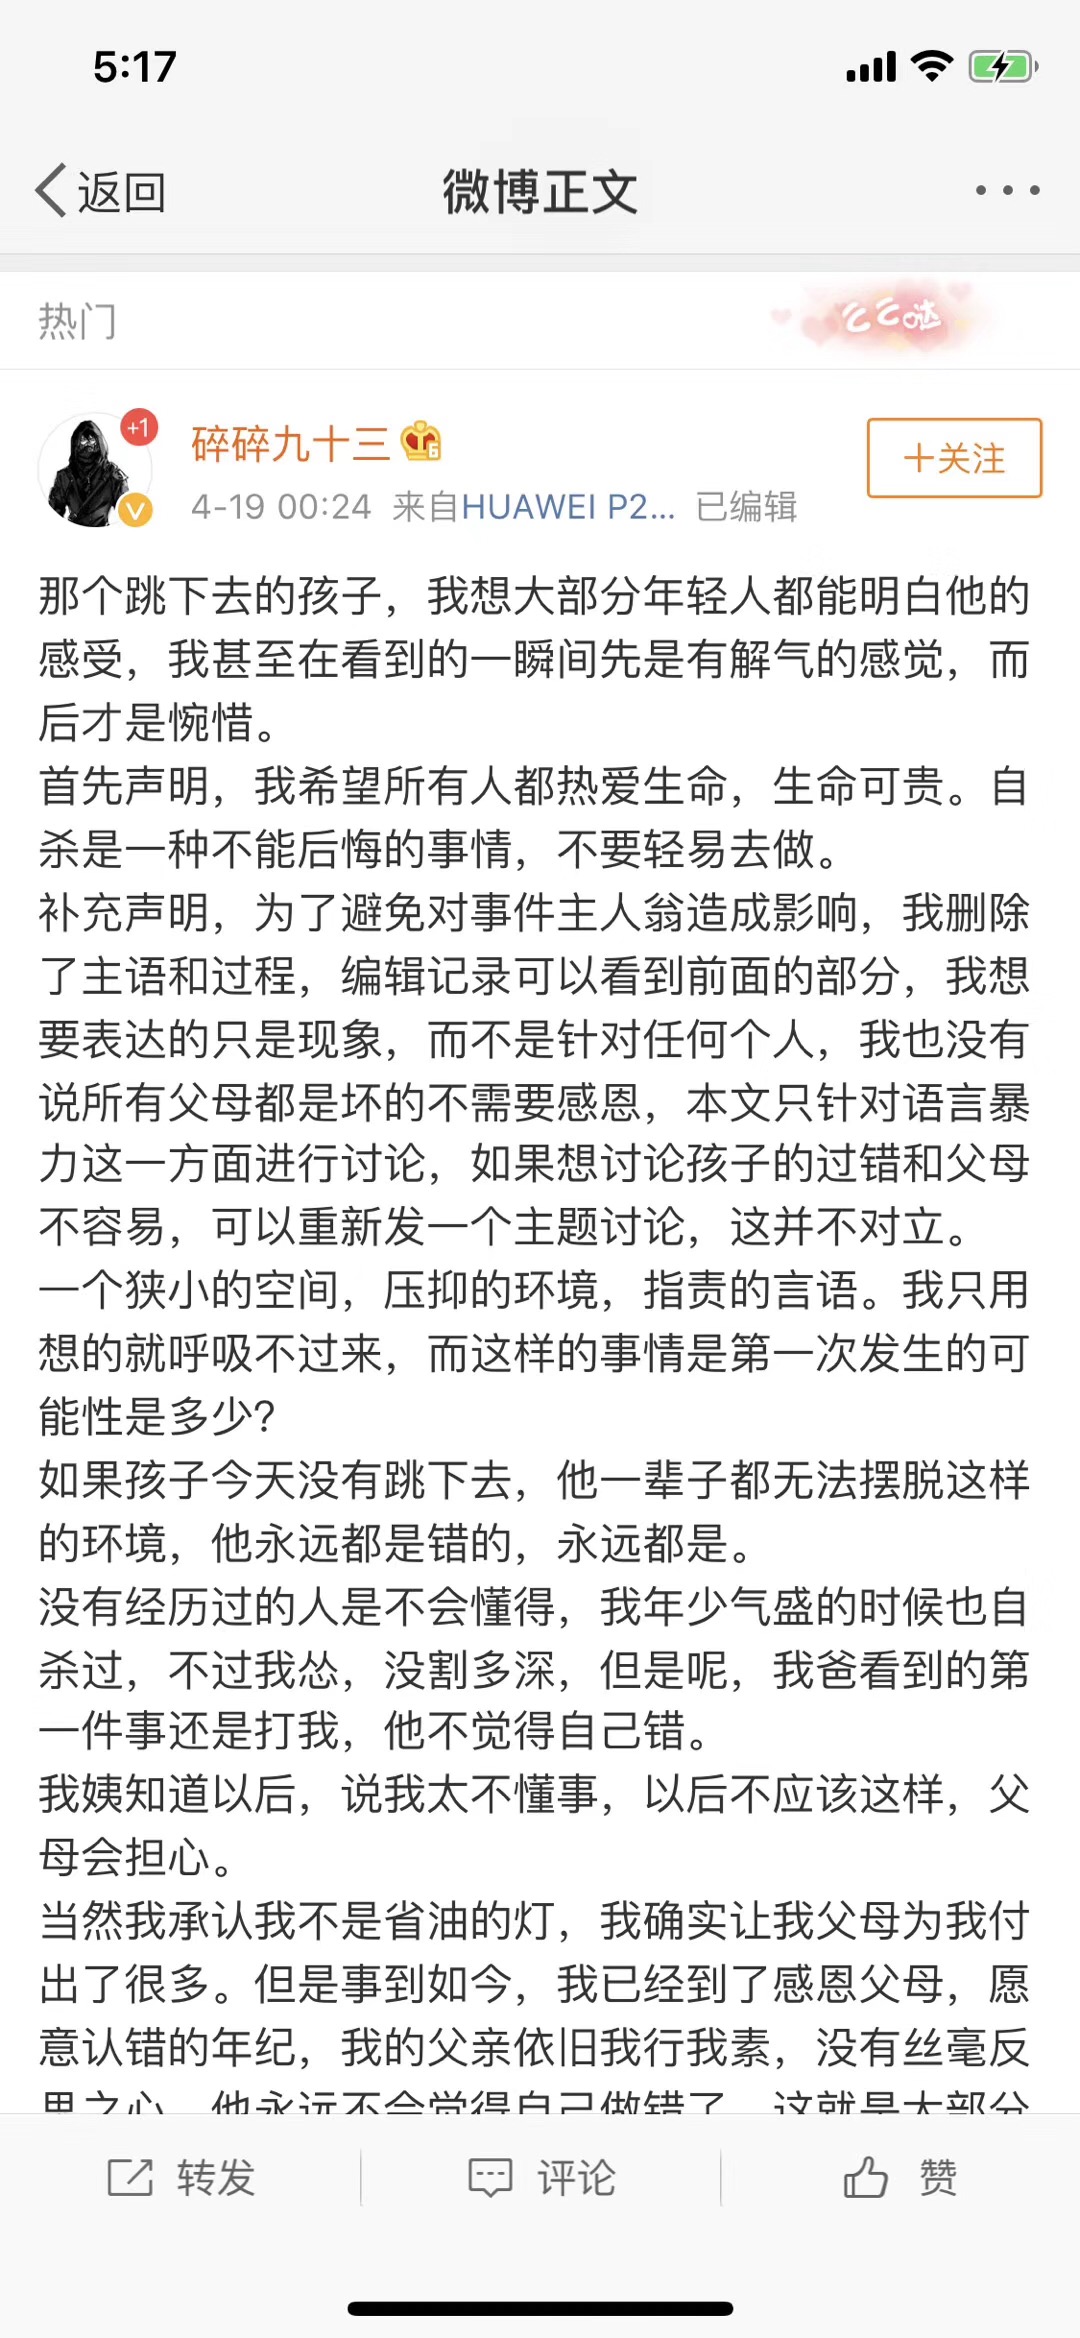 5:17
返回
微博正文
热门
么么哒
+1
碎碎九十三
6
V
+关注
4-19 00:24 来自HUAWEI P2... 已编辑
那个跳下去的孩子，我想大部分年轻人都能明白他的
感受，我甚至在看到的一瞬间先是有解气的感觉，而
后才是惋惜。
首先声明，我希望所有人都热爱生命，生命可贵。自
杀是一种不能后悔的事情，不要轻易去做。
补充声明，为了避免对事件主人翁造成影响，我删除
了主语和过程，编辑记录可以看到前面的部分，我想
要表达的只是现象，而不是针对任何个人，我也没有
说所有父母都是坏的不需要感恩，本文只针对语言暴
力这一方面进行讨论，如果想讨论孩子的过错和父母
不容易，可以重新发一个主题讨论，这并不对立。
一个狭小的空间，压抑的环境，指责的言语。我只用
想的就呼吸不过来，而这样的事情是第一次发生的可
能性是多少?
如果孩子今天没有跳下去，他一辈子都无法摆脱这样
的环境，他永远都是错的，永远都是。
没有经历过的人是不会懂得，我年少气盛的时候也自
杀过，不过我怂，没割多深，但是呢，我爸看到的第
一件事还是打我，他不觉得自己错。
我姨知道以后，说我太不懂事，以后不应该这样，父
母会担心。
当然我承认我不是省油的灯，我确实让我父母为我付
出了很多。但是事到如今，我已经到了感恩父母，愿
意认错的年纪，我的父亲依旧我行我素，没有丝毫反
思之心，他永远不会觉得自己做错了，这就是大部分
转发
评论
赞